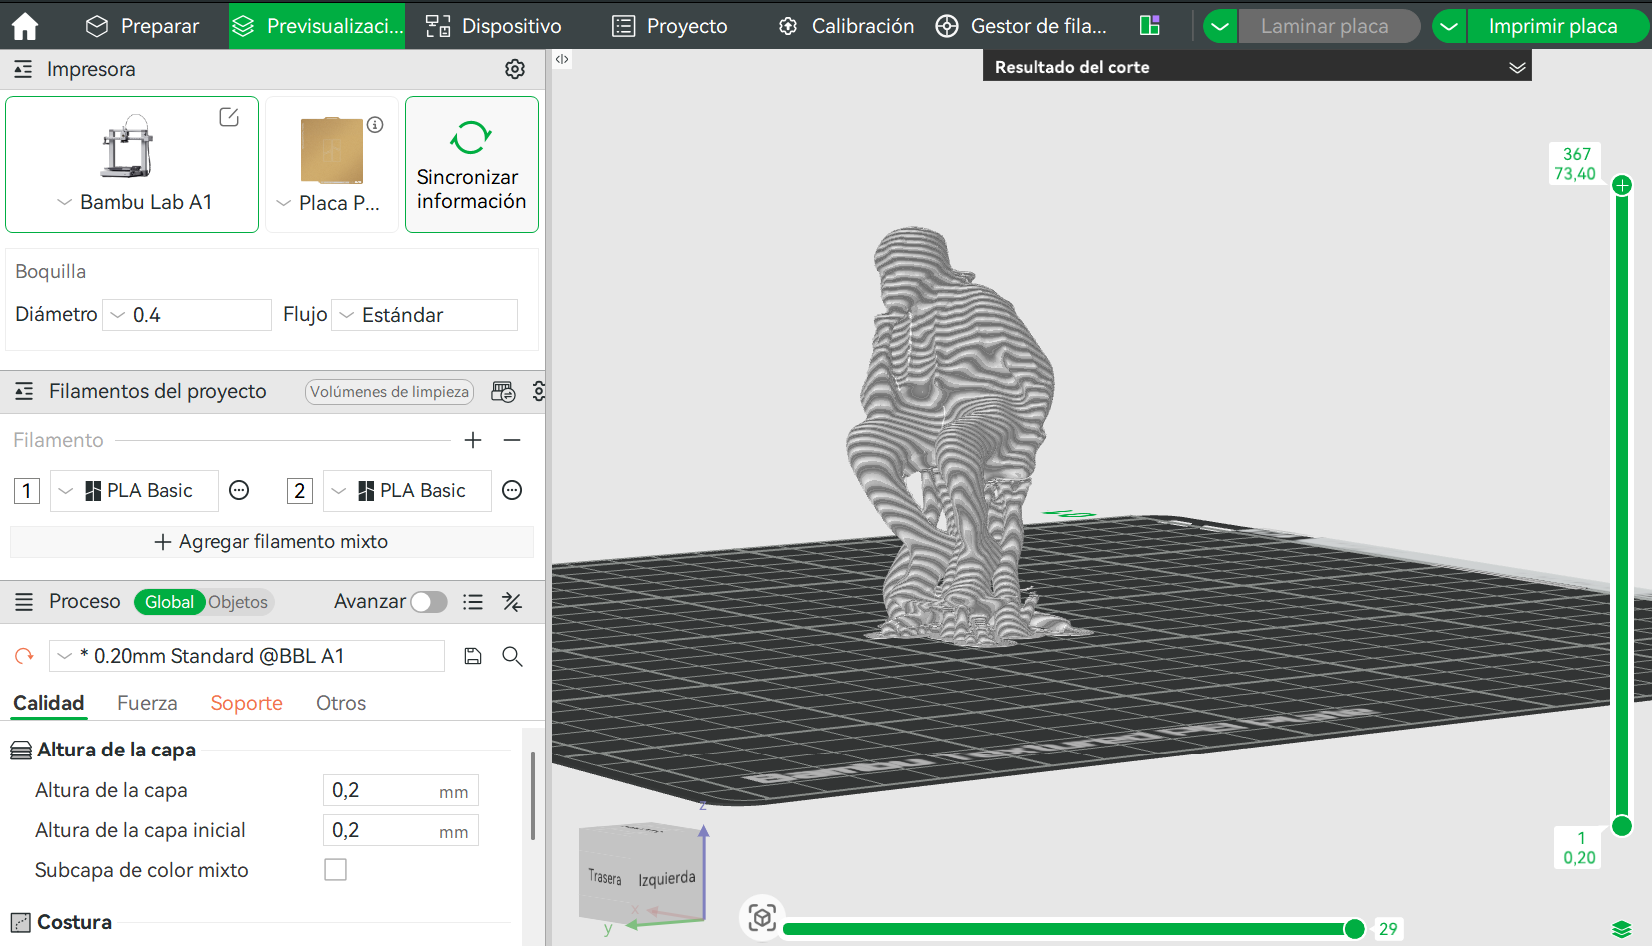 Preparar
Previsualizaci...
Dispositivo
Proyecto
Calibración
Gestor de fila...
Laminar placa
Imprimir placa
Impresora
Resultado del corte
Bambu Lab A1
Placa P...
Sincronizar
información
367
73,40
Boquilla
Diámetro
0.4
Flujo
Estándar
Filamentos del proyecto
Volúmenes de limpieza
Filamento
1
PLA Basic
2
PLA Basic
Agregar filamento mixto
Proceso
Global
Objetos
Avanzar
* 0.20mm Standard @BBL A1
Calidad
Fuerza
Soporte
Otros
Altura de la capa
Altura de la capa
0,2
mm
Altura de la capa inicial
0,2
mm
Subcapa de color mixto
Costura
Bambu Textured PEI Plate
z
Trasera
Izquierda
x
y
1
0,20
29